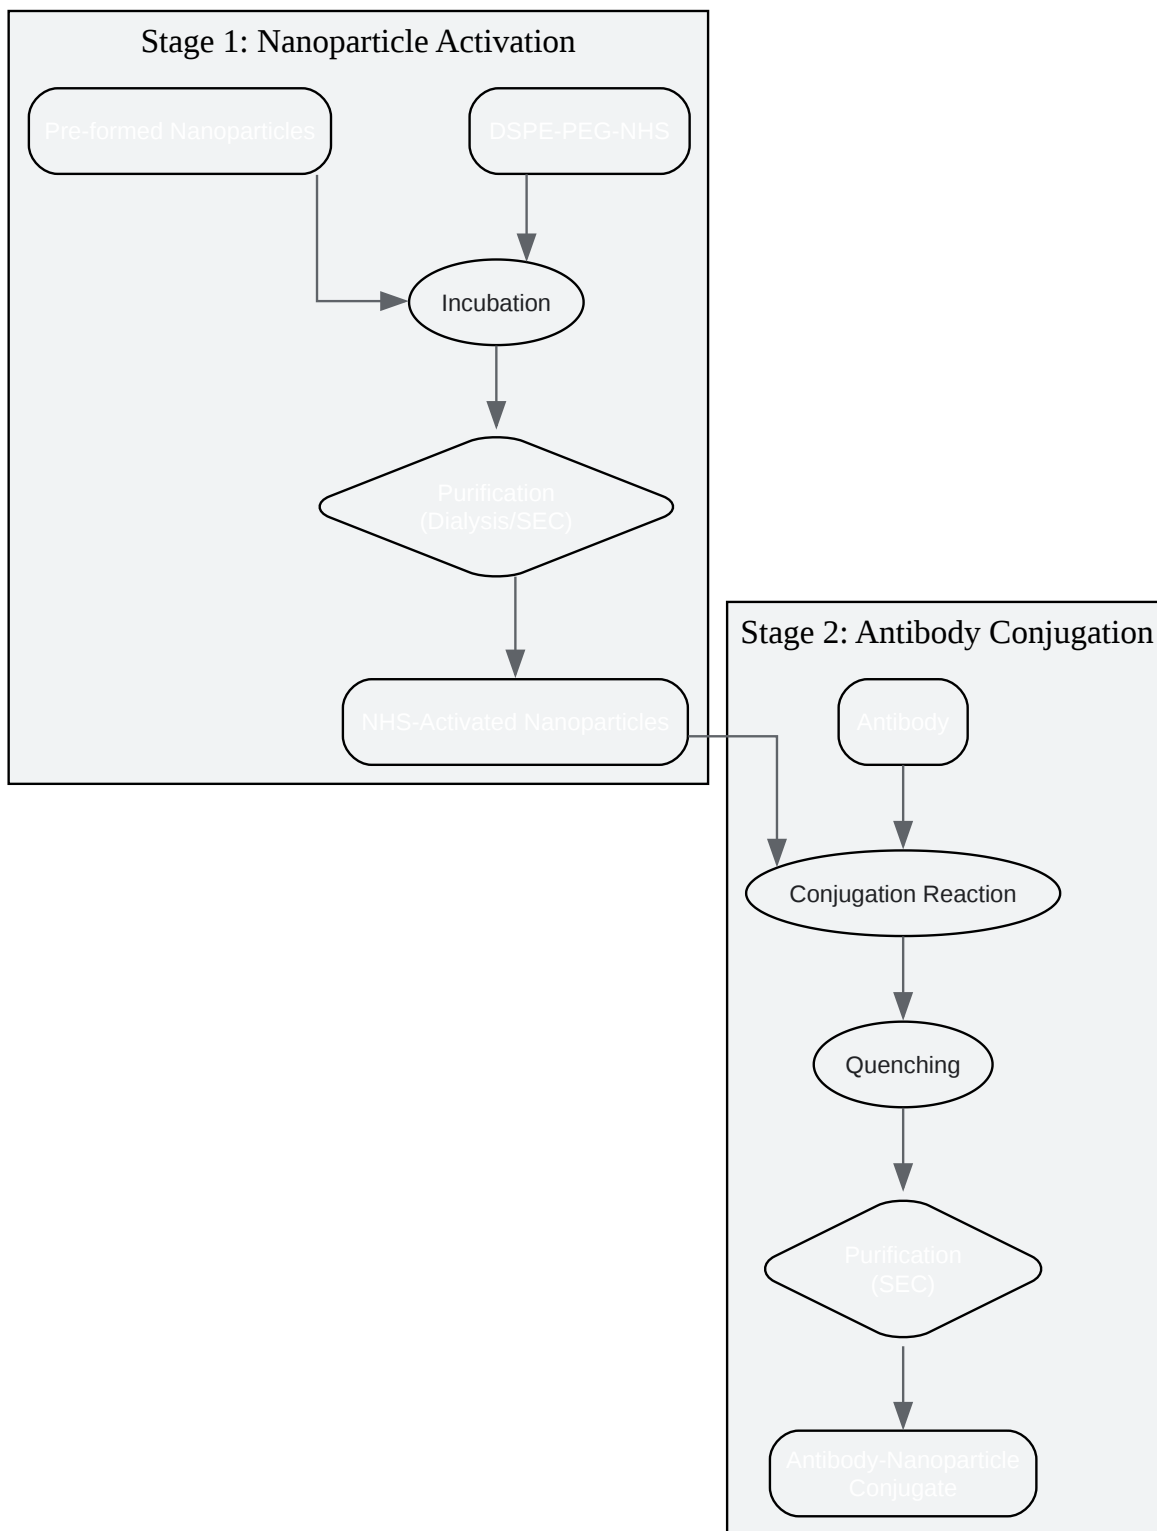 Stage 1: Nanoparticle Activation
Pre-formed Nanoparticles
DSPE-PEG-NHS
Incubation
Purification
(Dialysis/SEC)
NHS-Activated Nanoparticles
Stage 2: Antibody Conjugation
Antibody
Conjugation Reaction
Quenching
Purification
(SEC)
Antibody-Nanoparticle
Conjugate